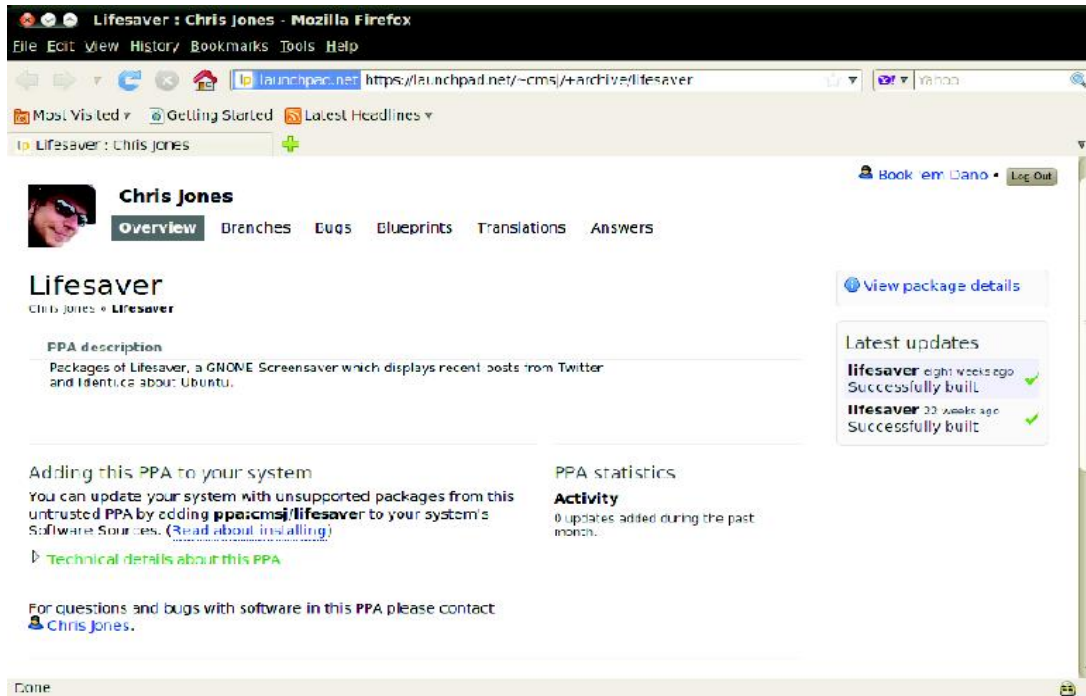 Lifesaver : Chris Jones - Mozilla Firefox
File Edit View History Bookmarks Tools Help
launchpad.net https://launchpad.net/~cmsj/+archive/lifesaver
Yahoo
Most Visited Getting Started Latest Headlines
Lifesaver : Chris Jones
Book 'em Dano • Log Out
Chris Jones
Overview Branches Bugs Blueprints Translations Answers
Lifesaver
Chris Jones » Lifesaver
View package details
PPA description
Packages of Lifesaver, a GNOME Screensaver which displays recent posts from Twitter
and Identi.ca about Ubuntu.
Latest updates
lifesaver eight weeks ago
Successfully built
lifesaver 22 weeks ago
Successfully built
Adding this PPA to your system
You can update your system with unsupported packages from this
untrusted PPA by adding ppa:cmsj/lifesaver to your system's
Software Sources. (Read about installing)
Technical details about this PPA
PPA statistics
Activity
0 updates added during the past
month.
For questions and bugs with software in this PPA please contact
Chris Jones.
Done